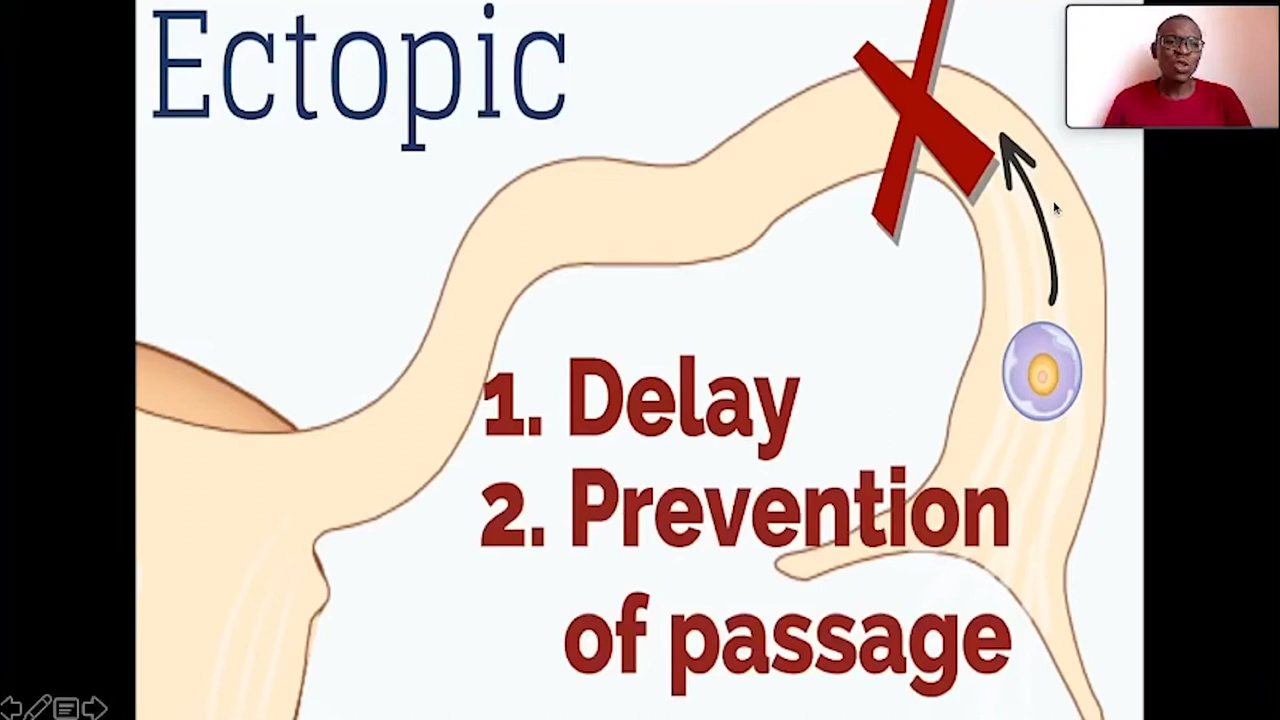 Ectopic
1. Delay
2. Prevention
of passage